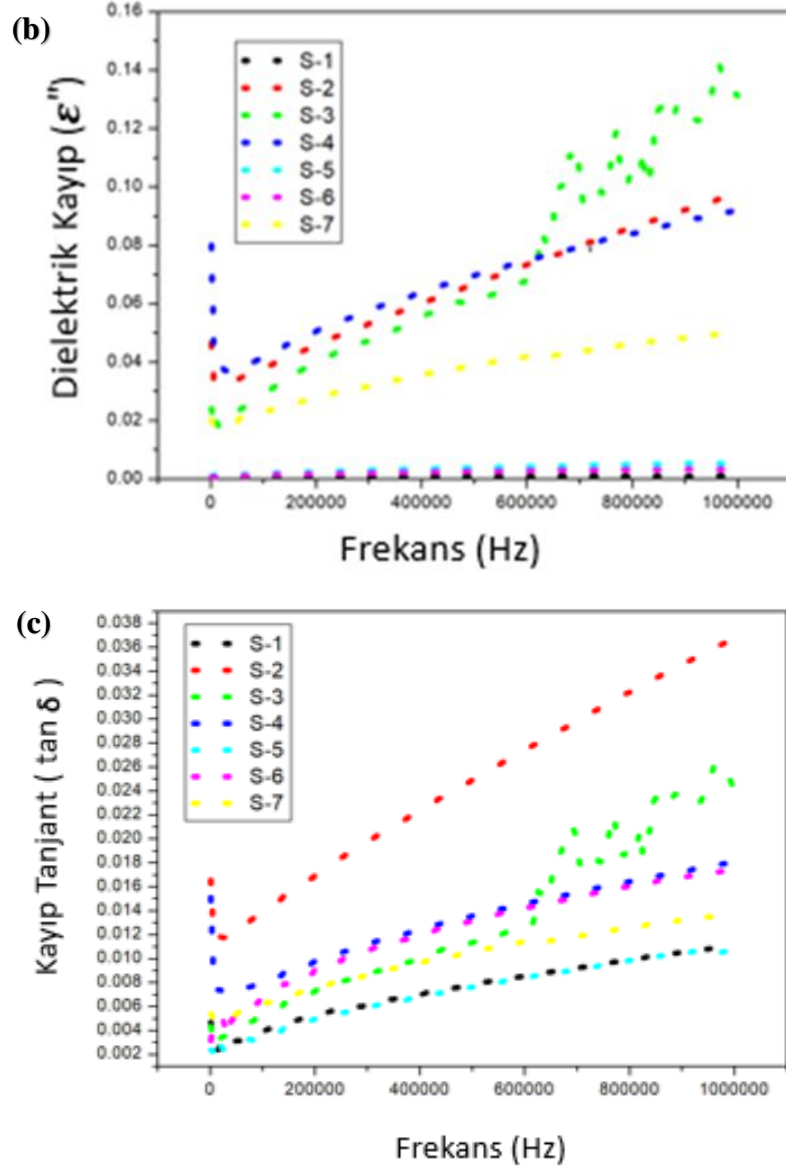 (b)
Dielektrik Kayıp (ε")
0.16
0.14
0.12
0.10
0.08
0.06
0.04
0.02
0.00
S-1
S-2
S-3
S-4
S-5
S-6
S-7
0 200000 400000 600000 800000 1000000
Frekans (Hz)
(c)
Kayıp Tanjant ( tan δ )
0.038
0.036
0.034
0.032
0.030
0.028
0.026
0.024
0.022
0.020
0.018
0.016
0.014
0.012
0.010
0.008
0.006
0.004
0.002
S-1
S-2
S-3
S-4
S-5
S-6
S-7
0 200000 400000 600000 800000 1000000
Frekans (Hz)